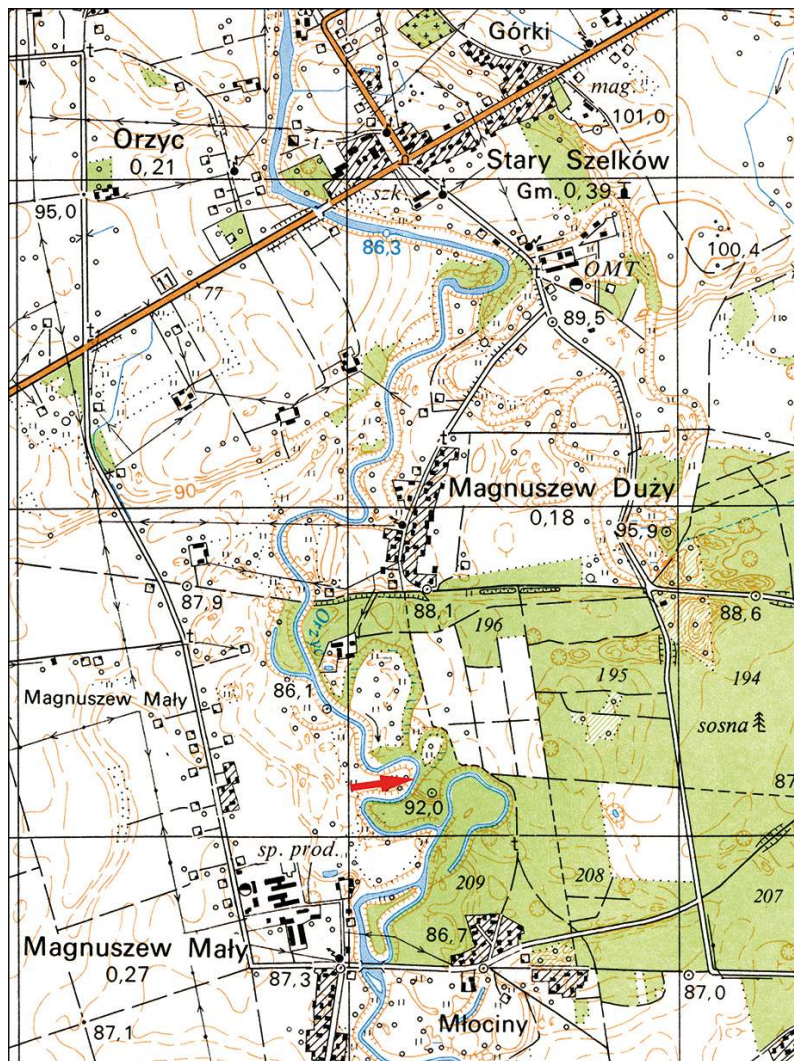 Górki
mag.
101,0
Orzyc
0,21
Stary Szelków
Gm. 0,39
szk.
95,0
86,3
100,4
11
77
OMT
89,5
90
Magnuszew Duży
0,18
95,9
87,9
88,1
88,6
Orzyc
196
195
194
Magnuszew Mały
86,1
sosna
87
92,0
sp. prod.
209
208
207
86,7
Magnuszew Mały
0,27
87,3
87,0
Młociny
87,1